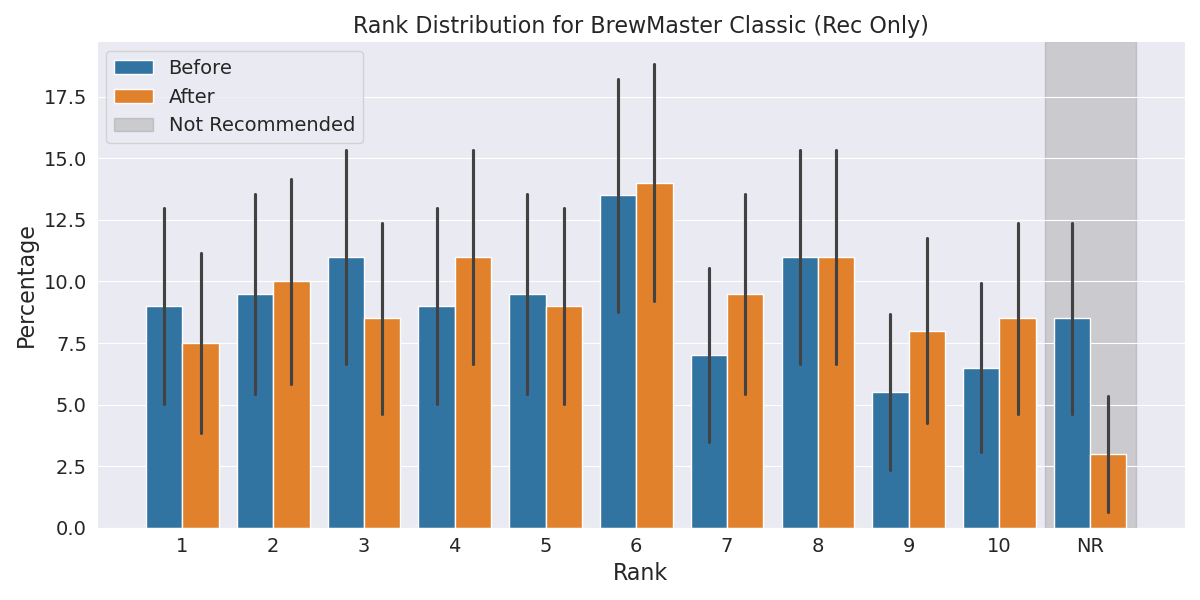 Rank Distribution for BrewMaster Classic (Rec Only)
Before
After
Not Recommended
Percentage
17.5
15.0
12.5
10.0
7.5
5.0
2.5
0.0
1 2 3 4 5 6 7 8 9 10 NR
Rank